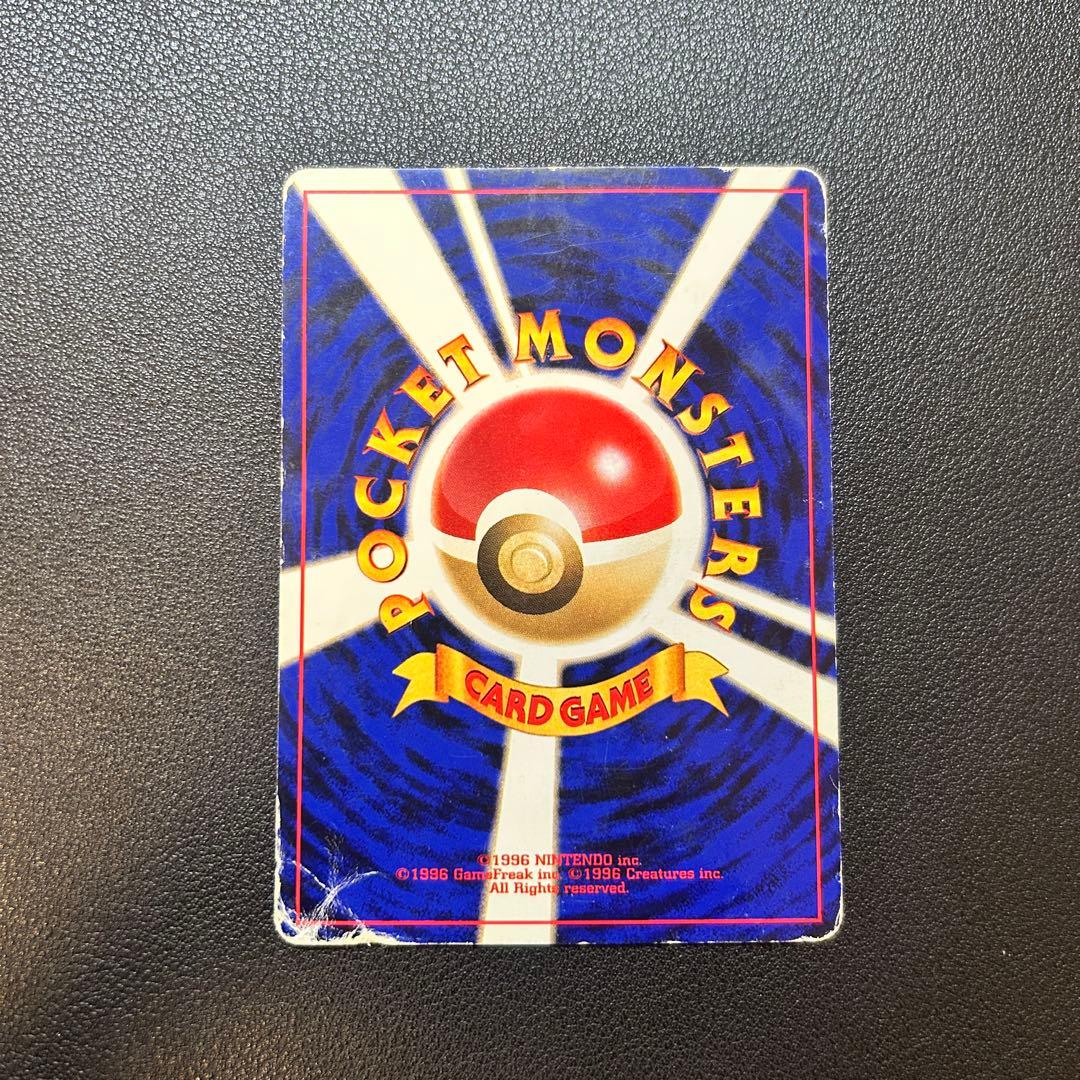 POCKET MONSTERS
CARD GAME
©1996 NINTENDO inc.
©1996 GameFreak inc. ©1996 Creatures inc.
All Rights reserved.